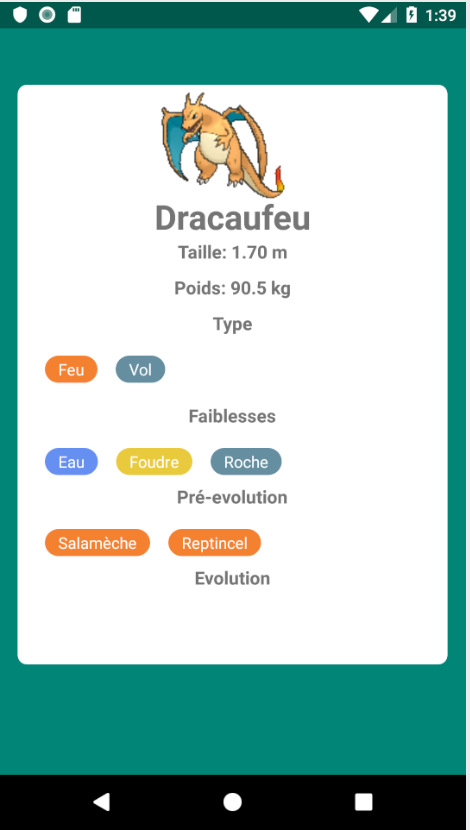 1:39
Dracaufeu
Taille: 1.70 m
Poids: 90.5 kg
Type
Feu Vol
Faiblesses
Eau Foudre Roche
Pré-evolution
Salamèche Reptincel
Evolution